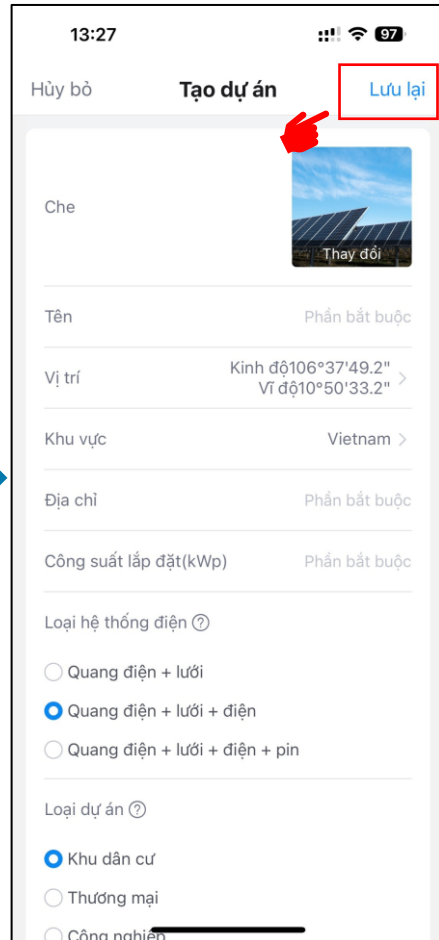 13:27
97
Hủy bỏ Tạo dự án Lưu lại
Che
Thay đổi
Tên Phần bắt buộc
Vị trí Kinh độ106°37'49.2"
Vĩ độ10°50'33.2"
Khu vực Vietnam
Địa chỉ Phần bắt buộc
Công suất lắp đặt(kWp) Phần bắt buộc
Loại hệ thống điện ?
Quang điện + lưới
Quang điện + lưới + điện
Quang điện + lưới + điện + pin
Loại dự án ?
Khu dân cư
Thương mại
Công nghiệp